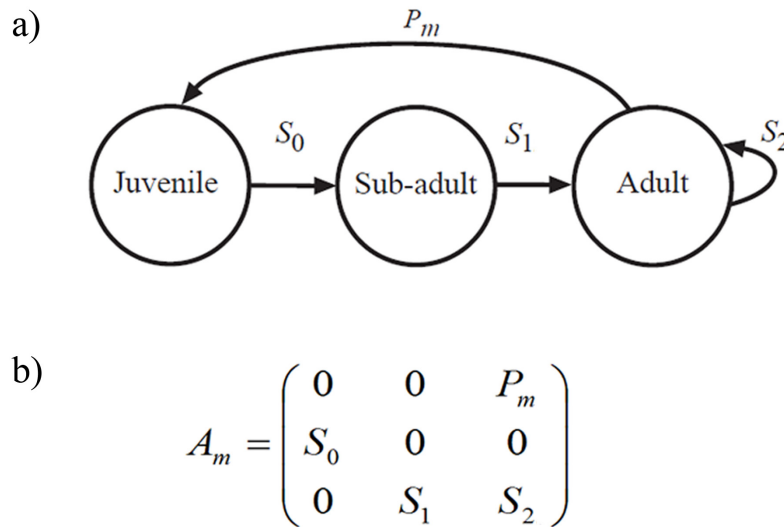 a)
P_m
S_0 S_1 S_2
Juvenile Sub-adult Adult
b)
A_m = ( 0 0 P_m
S_0 0 0
0 S_1 S_2 )